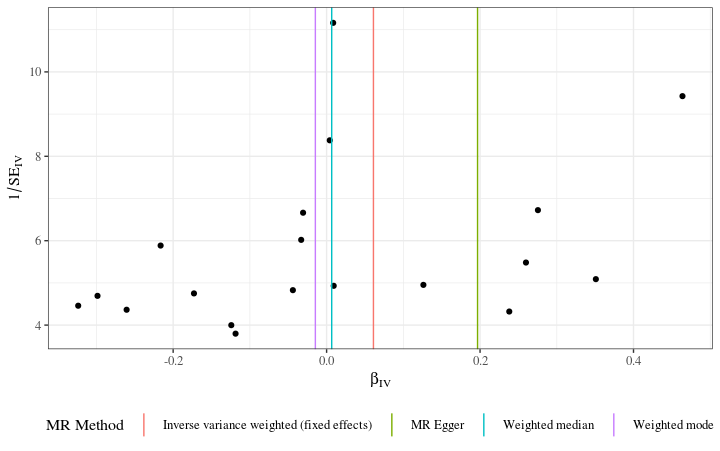 10
8
6
4
1/SE_IV
-0.2 0.0 0.2 0.4
β_IV
MR Method Inverse variance weighted (fixed effects) MR Egger Weighted median Weighted mode